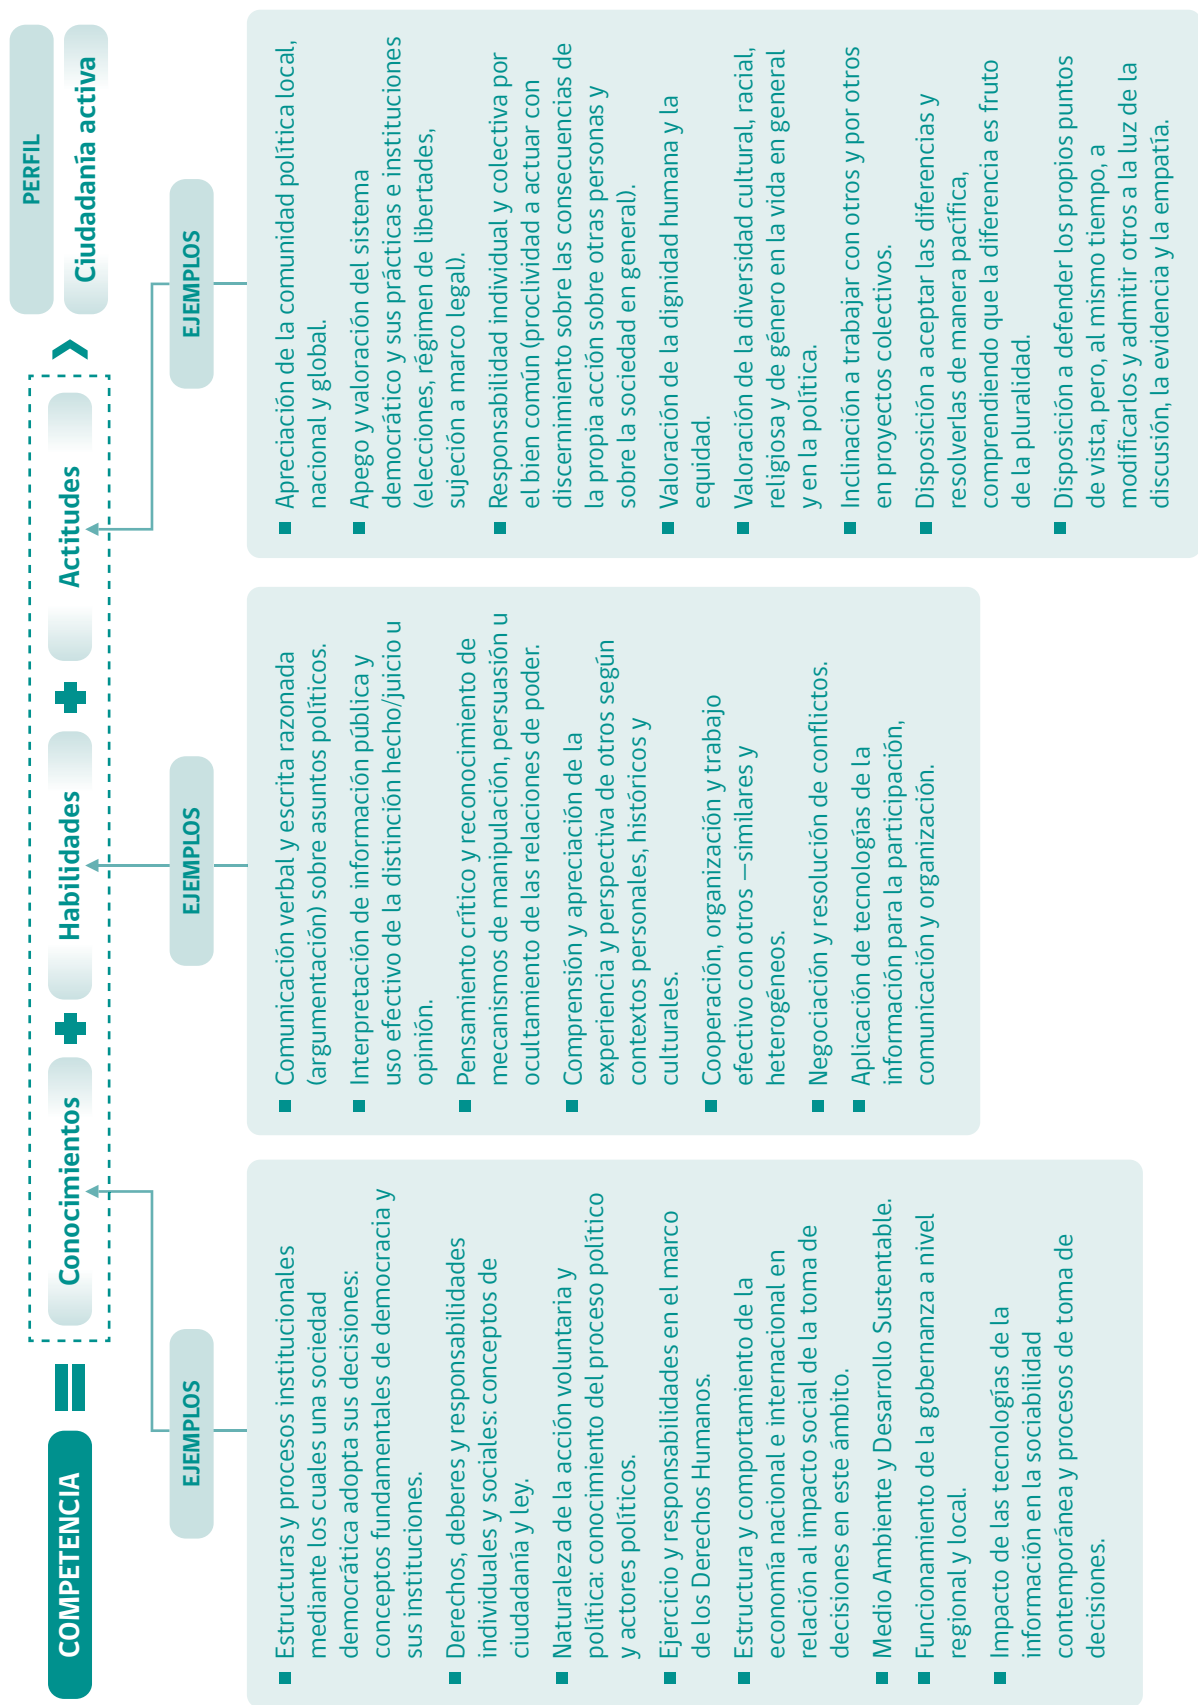 COMPETENCIA
Conocimientos
Habilidades
Actitudes
PERFIL
Ciudadanía activa
EJEMPLOS
■ Estructuras y procesos institucionales
mediante los cuales una sociedad
democrática adopta sus decisiones:
conceptos fundamentales de democracia y
sus instituciones.
■ Derechos, deberes y responsabilidades
individuales y sociales: conceptos de
ciudadanía y ley.
■ Naturaleza de la acción voluntaria y
política: conocimiento del proceso político
y actores políticos.
■ Ejercicio y responsabilidades en el marco
de los Derechos Humanos.
■ Estructura y comportamiento de la
economía nacional e internacional en
relación al impacto social de la toma de
decisiones en este ámbito.
■ Medio Ambiente y Desarrollo Sustentable.
■ Funcionamiento de la gobernanza a nivel
regional y local.
■ Impacto de las tecnologías de la
información en la sociabilidad
contemporánea y procesos de toma de
decisiones.
EJEMPLOS
■ Comunicación verbal y escrita razonada
(argumentación) sobre asuntos políticos.
■ Interpretación de información pública y
uso efectivo de la distinción hecho/juicio u
opinión.
■ Pensamiento crítico y reconocimiento de
mecanismos de manipulación, persuasión u
ocultamiento de las relaciones de poder.
■ Comprensión y apreciación de la
experiencia y perspectiva de otros según
contextos personales, históricos y
culturales.
■ Cooperación, organización y trabajo
efectivo con otros —similares y
heterogéneos.
■ Negociación y resolución de conflictos.
■ Aplicación de tecnologías de la
información para la participación,
comunicación y organización.
EJEMPLOS
■ Apreciación de la comunidad política local,
nacional y global.
■ Apego y valoración del sistema
democrático y sus prácticas e instituciones
(elecciones, régimen de libertades,
sujeción a marco legal).
■ Responsabilidad individual y colectiva por
el bien común (proclividad a actuar con
discernimiento sobre las consecuencias de
la propia acción sobre otras personas y
sobre la sociedad en general).
■ Valoración de la dignidad humana y la
equidad.
■ Valoración de la diversidad cultural, racial,
religiosa y de género en la vida en general
y en la política.
■ Inclinación a trabajar con otros y por otros
en proyectos colectivos.
■ Disposición a aceptar las diferencias y
resolverlas de manera pacífica,
comprendiendo que la diferencia es fruto
de la pluralidad.
■ Disposición a defender los propios puntos
de vista, pero, al mismo tiempo, a
modificarlos y admitir otros a la luz de la
discusión, la evidencia y la empatía.